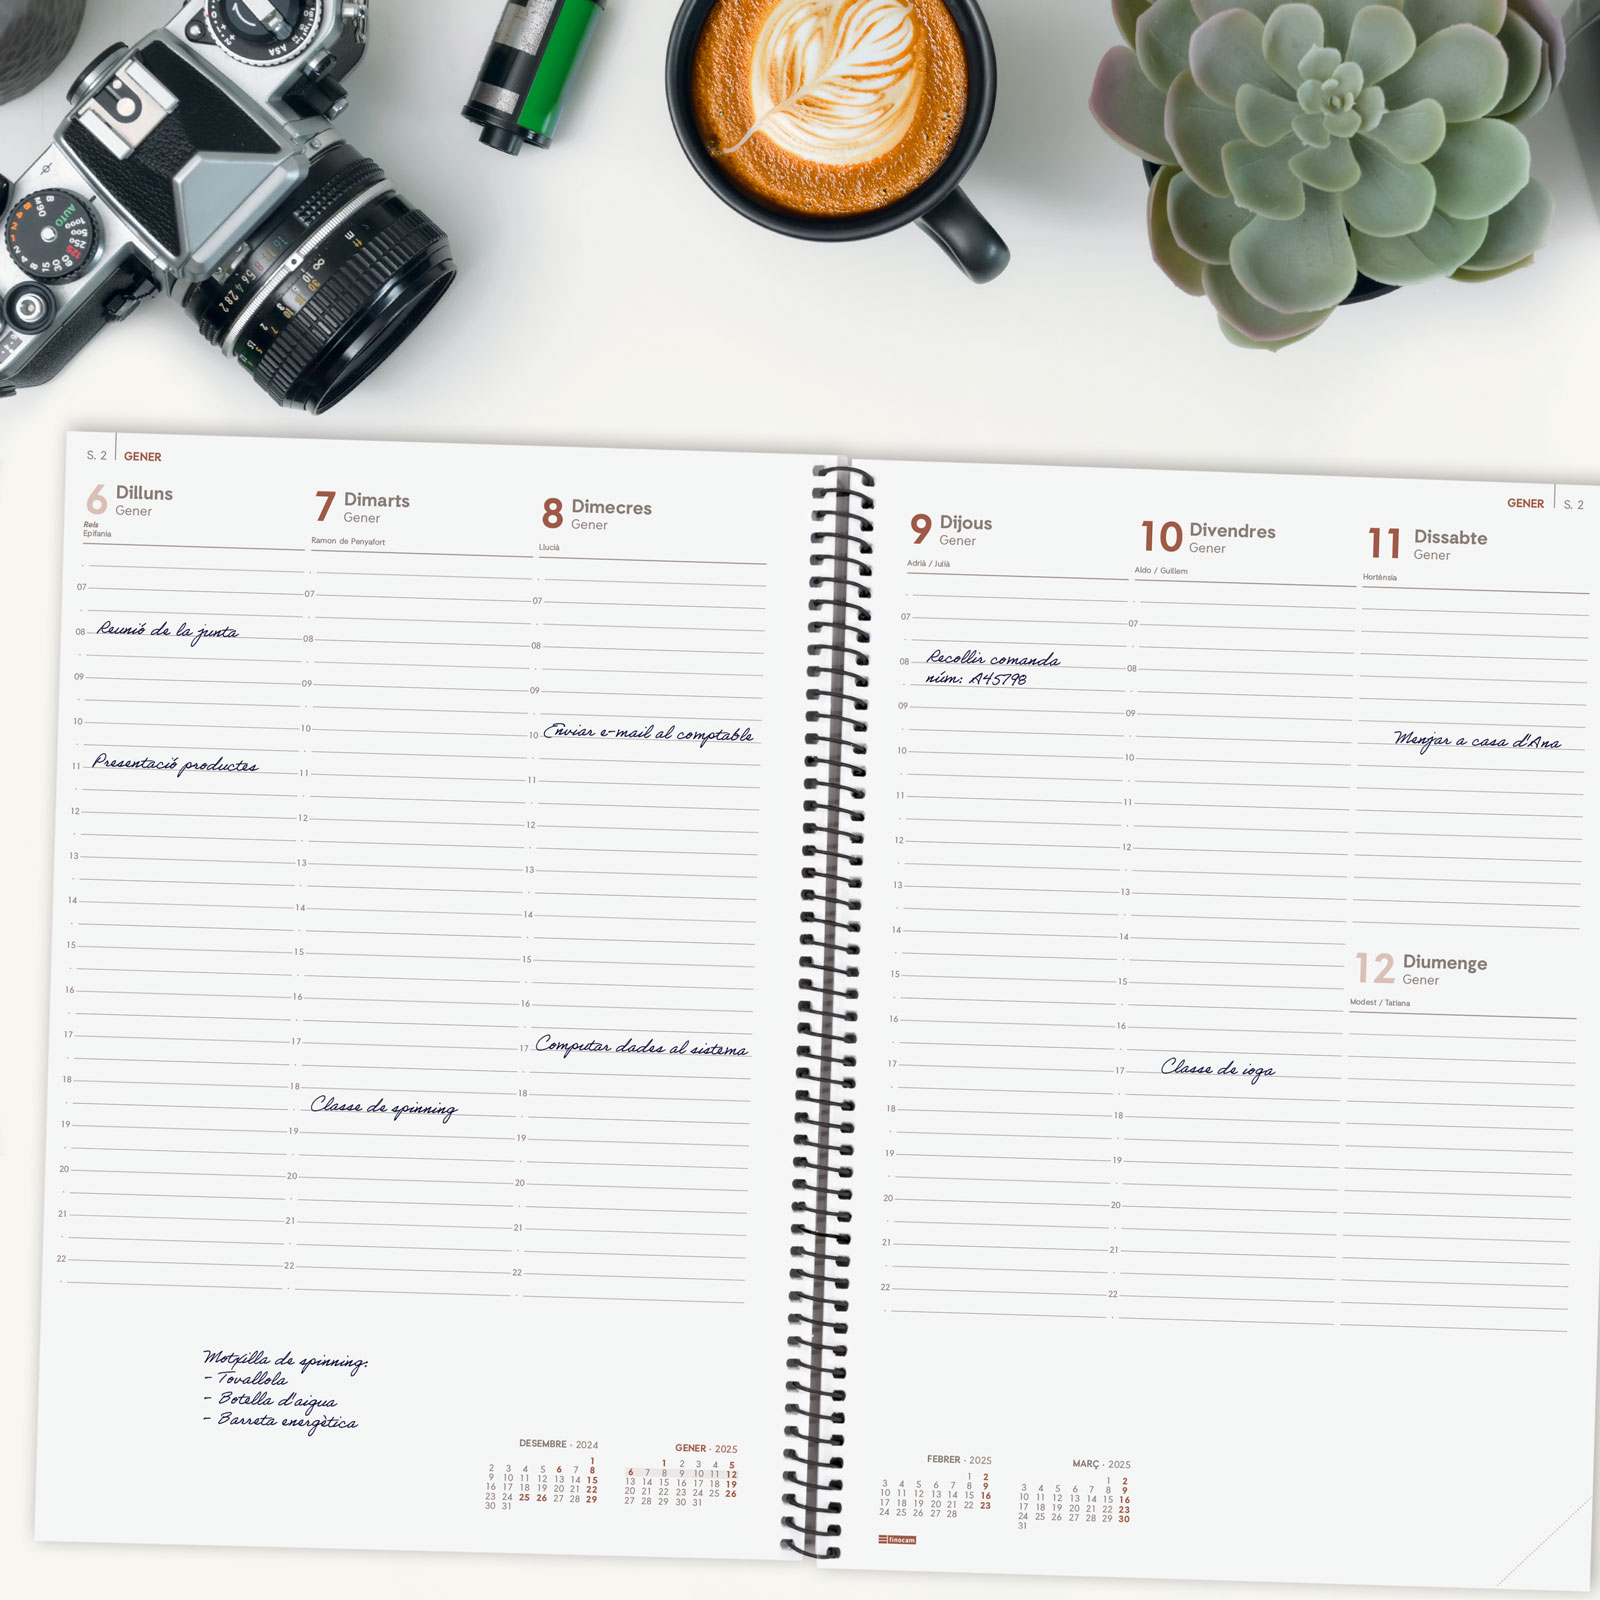 ASA
AUTO
S. 2 GENER
6 Dilluns
Gener
Reis
Epifania
07
08 Reunió de la junta
09
10
11 Presentació productes
12
13
14
15
16
17
18
19
20
21
22
7 Dimarts
Gener
Ramon de Penyafort
07
08
09
10
11
12
13
14
15
16
17
18
Classe de spinning
19
20
21
22
8 Dimecres
Gener
Llucià
07
08
09
10 Enviar e-mail al comptable
11
12
13
14
15
16
17 Computar dades al sistema
18
19
20
21
22
Motxilla de spinning:
- Tovallola
- Botella d'aigua
- Barreta energètica
DESEMBRE · 2024
1
2 3 4 5 6 7 8
9 10 11 12 13 14 15
16 17 18 19 20 21 22
23 24 25 26 27 28 29
30 31
GENER · 2025
1 2 3 4 5
6 7 8 9 10 11 12
13 14 15 16 17 18 19
20 21 22 23 24 25 26
27 28 29 30 31
GENER S. 2
9 Dijous
Gener
Adrià / Julià
07
08 Recollir comanda
núm: A45798
09
10
11
12
13
14
15
16
17
18
19
20
21
22
10 Divendres
Gener
Aldo / Guillem
07
08
09
10
11
12
13
14
15
16
17 Classe de ioga
18
19
20
21
22
11 Dissabte
Gener
Hortènsia
Menjar a casa d'Ana
12 Diumenge
Gener
Modest / Tatiana
FEBRER · 2025
1 2
3 4 5 6 7 8 9
10 11 12 13 14 15 16
17 18 19 20 21 22 23
24 25 26 27 28
MARÇ · 2025
1 2
3 4 5 6 7 8 9
10 11 12 13 14 15 16
17 18 19 20 21 22 23
24 25 26 27 28 29 30
31
finocam